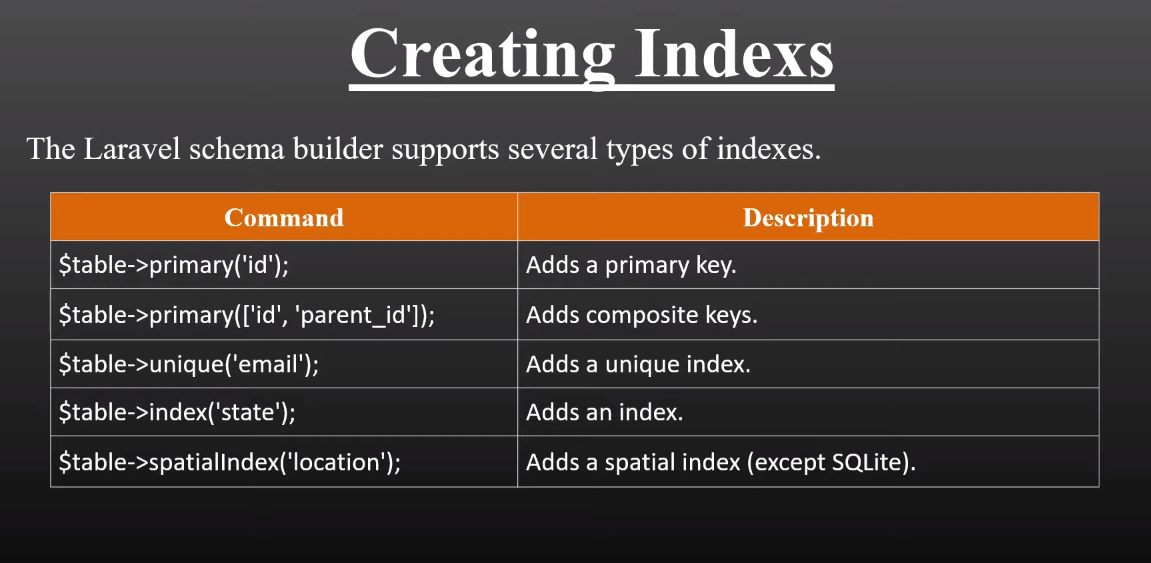 Creating Indexs
The Laravel schema builder supports several types of indexes.
Command Description
$table->primary('id'); Adds a primary key.
$table->primary(['id', 'parent_id']); Adds composite keys.
$table->unique('email'); Adds a unique index.
$table->index('state'); Adds an index.
$table->spatialIndex('location'); Adds a spatial index (except SQLite).